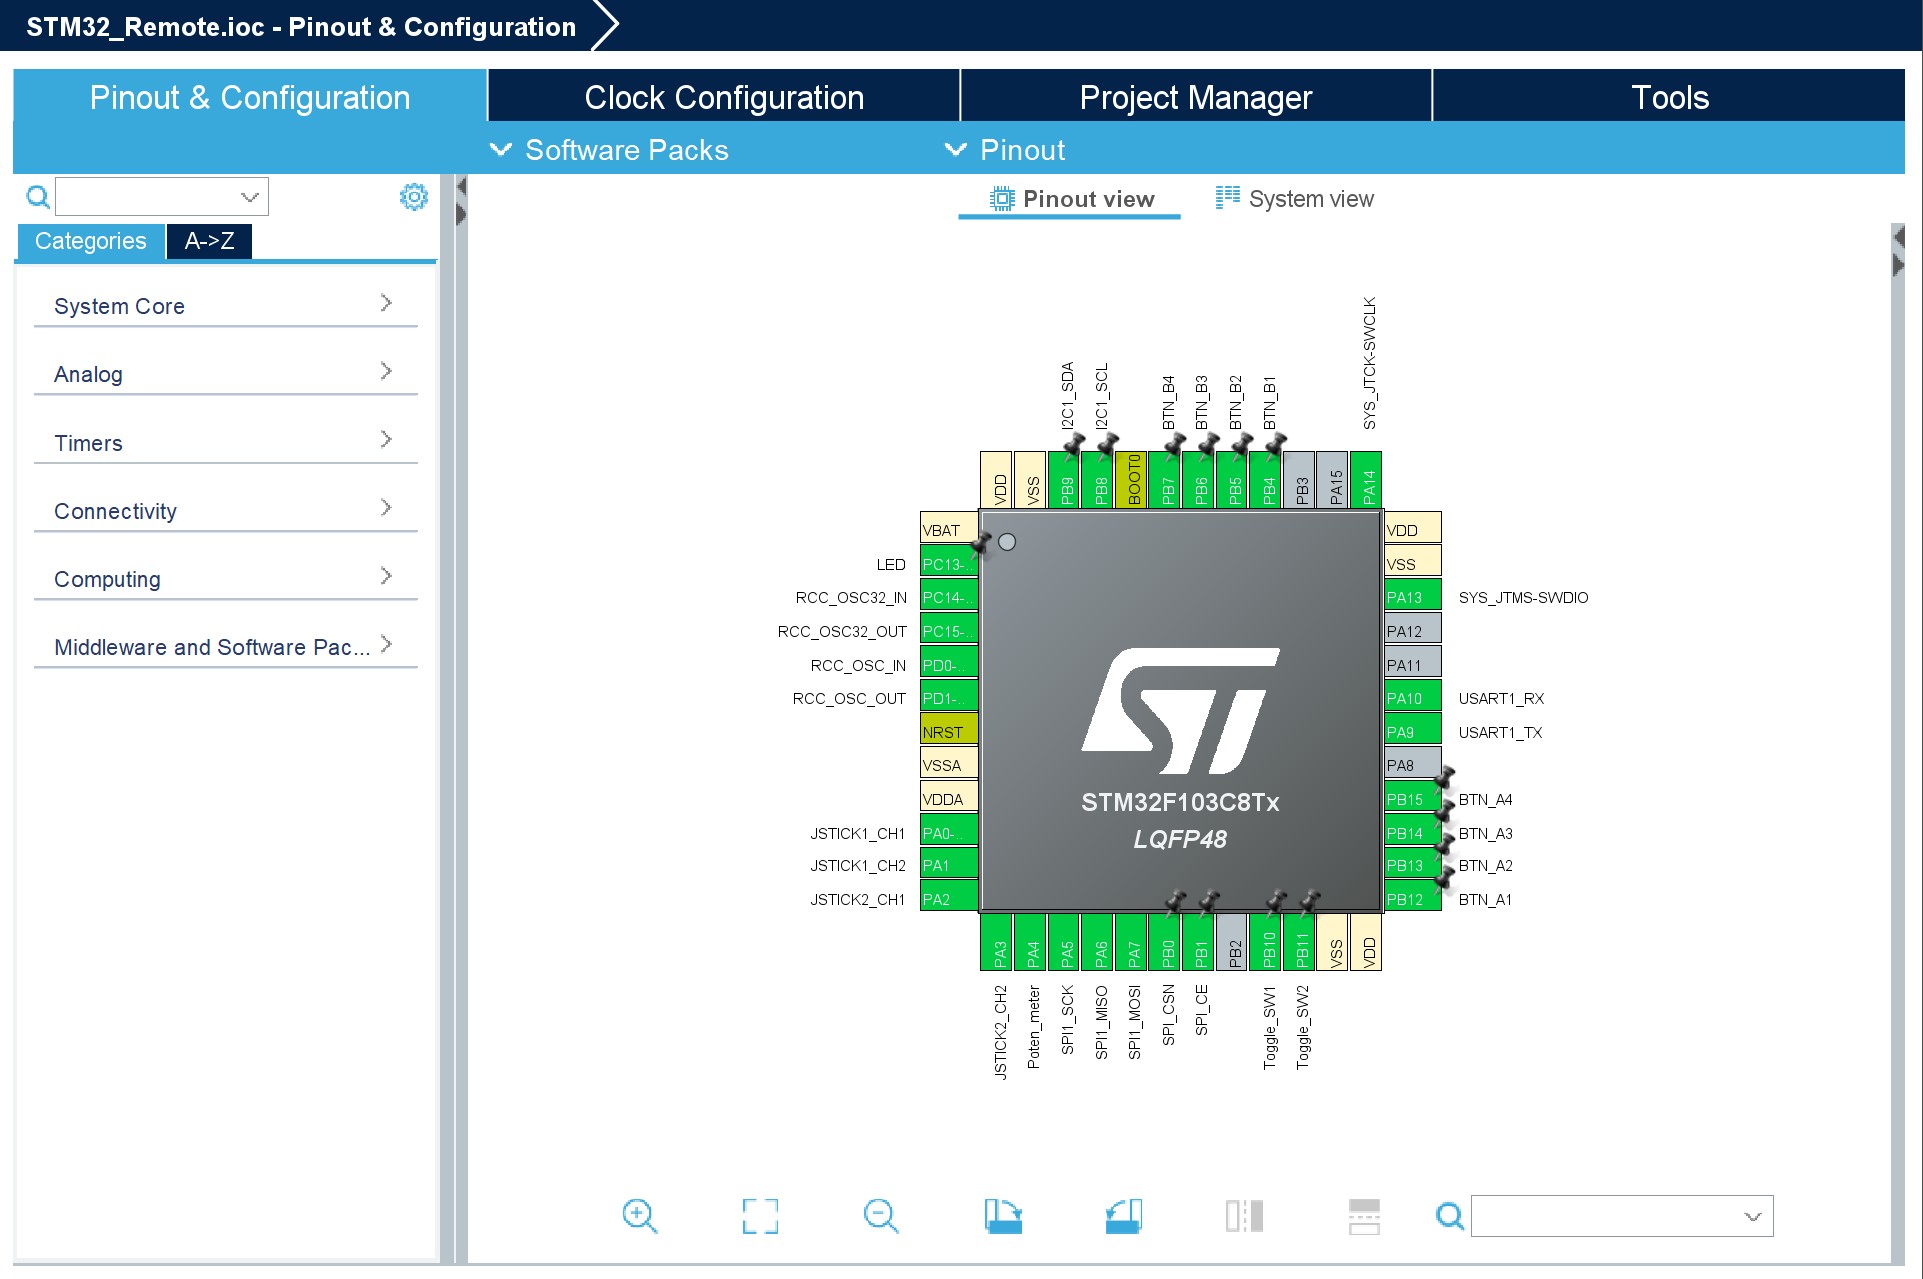 STM32_Remote.ioc - Pinout & Configuration
Pinout & Configuration
Clock Configuration
Project Manager
Tools
Software Packs
Pinout
Pinout view
System view
Categories
A->Z
System Core
Analog
Timers
Connectivity
Computing
Middleware and Software Pac...
I2C1_SDA
I2C1_SCL
BTN_B4
BTN_B3
BTN_B2
BTN_B1
SYS_JTCK-SWCLK
VDD
VSS
PB9
PB8
BOOT0
PB7
PB6
PB5
PB4
PB3
PA15
PA14
VBAT
LED
PC13-..
RCC_OSC32_IN
PC14-..
RCC_OSC32_OUT
PC15-..
RCC_OSC_IN
PD0-..
RCC_OSC_OUT
PD1-..
NRST
VSSA
VDDA
JSTICK1_CH1
PA0-..
JSTICK1_CH2
PA1
JSTICK2_CH1
PA2
ST
STM32F103C8Tx
LQFP48
VDD
VSS
PA13
SYS_JTMS-SWDIO
PA12
PA11
PA10
USART1_RX
PA9
USART1_TX
PA8
PB15
BTN_A4
PB14
BTN_A3
PB13
BTN_A2
PB12
BTN_A1
PA3
PA4
PA5
PA6
PA7
PB0
PB1
PB2
PB10
PB11
VSS
VDD
JSTICK2_CH2
Poten_meter
SPI1_SCK
SPI1_MISO
SPI1_MOSI
SPI_CSN
SPI_CE
Toggle_SW1
Toggle_SW2